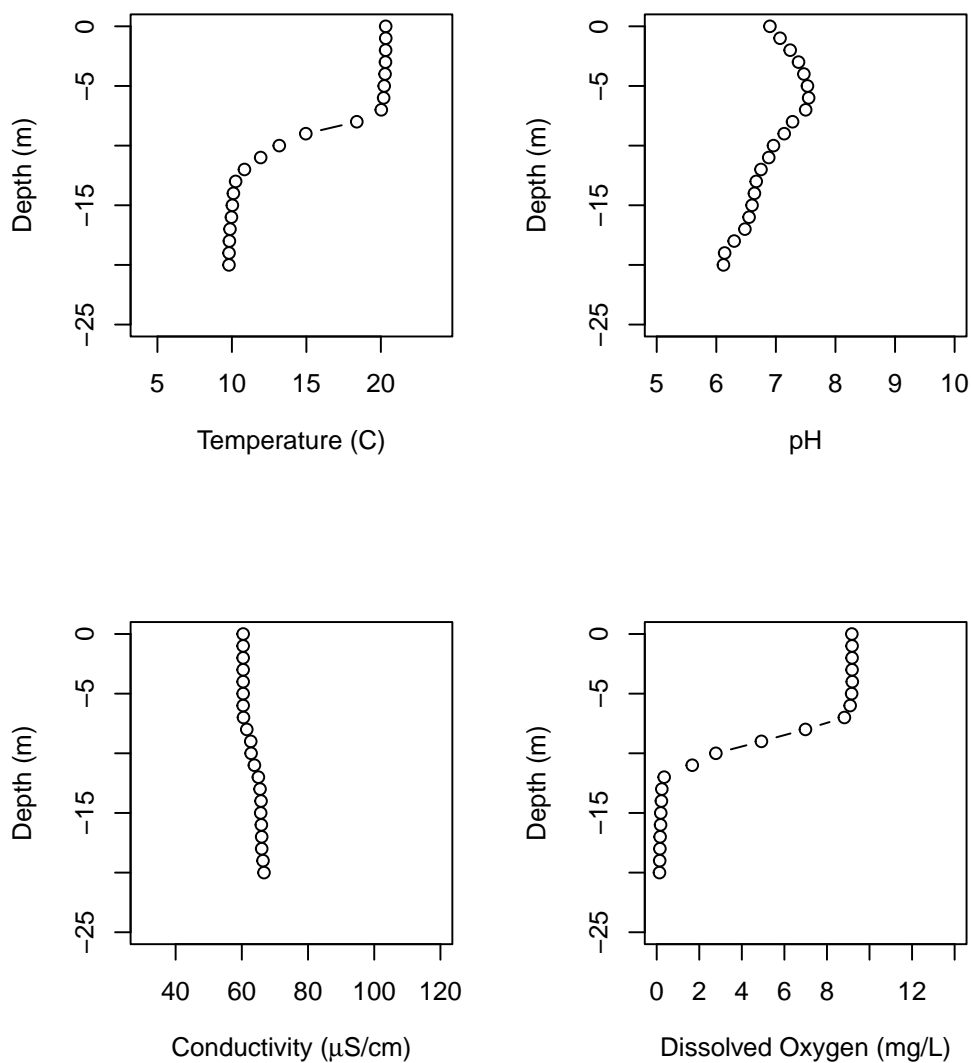 0
−5
−15
−25
Depth (m)
5 10 15 20
Temperature (C)
0
−5
−15
−25
Depth (m)
5 6 7 8 9 10
pH
0
−5
−15
−25
Depth (m)
40 60 80 100 120
Conductivity (μS/cm)
0
−5
−15
−25
Depth (m)
0 2 4 6 8 12
Dissolved Oxygen (mg/L)